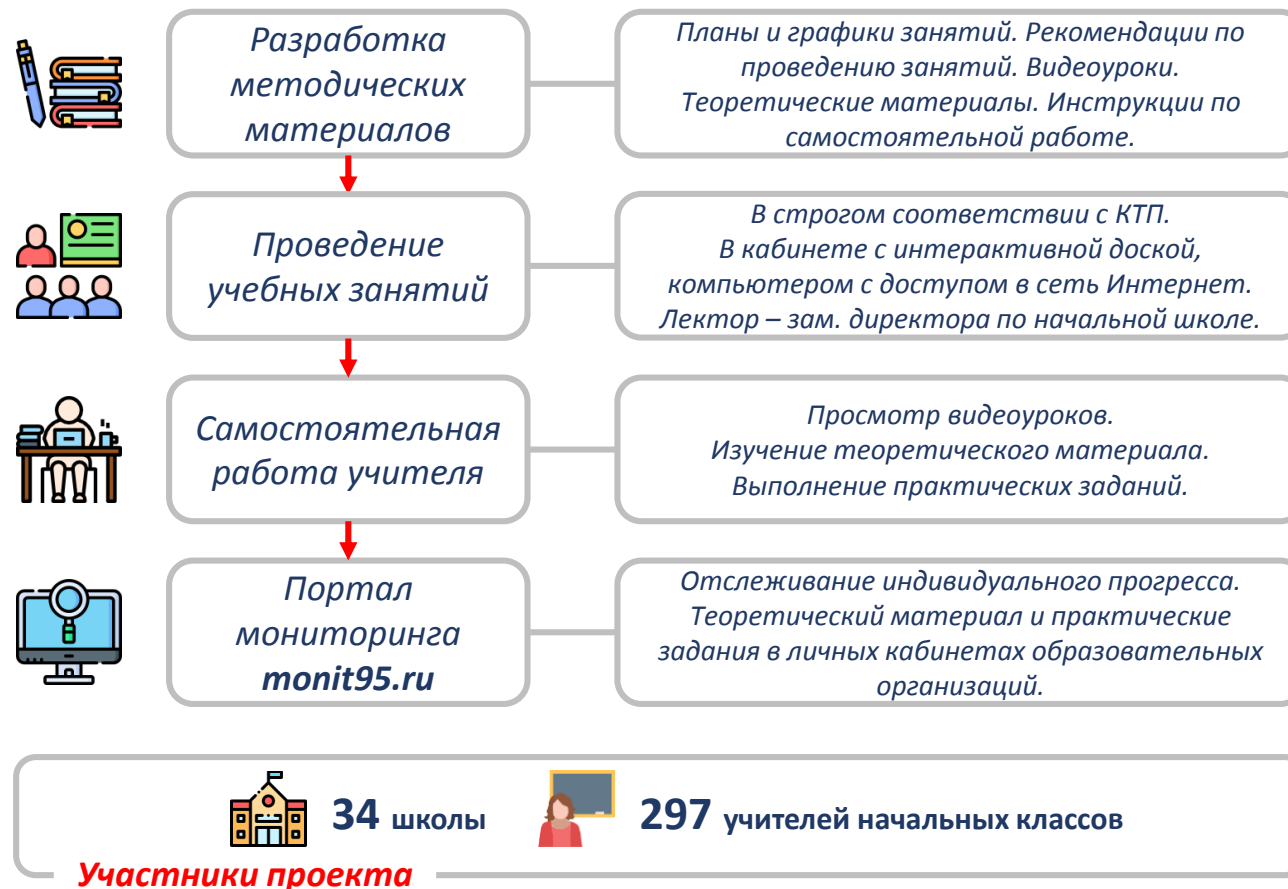 Разработка
методических
материалов
Планы и графики занятий. Рекомендации по
проведению занятий. Видеоуроки.
Теоретические материалы. Инструкции по
самостоятельной работе.
Проведение
учебных занятий
В строгом соответствии с КТП.
В кабинете с интерактивной доской,
компьютером с доступом в сеть Интернет.
Лектор – зам. директора по начальной школе.
Самостоятельная
работа учителя
Просмотр видеоуроков.
Изучение теоретического материала.
Выполнение практических заданий.
Портал
мониторинга
monit95.ru
Отслеживание индивидуального прогресса.
Теоретический материал и практические
задания в личных кабинетах образовательных
организаций.
34 школы
297 учителей начальных классов
Участники проекта